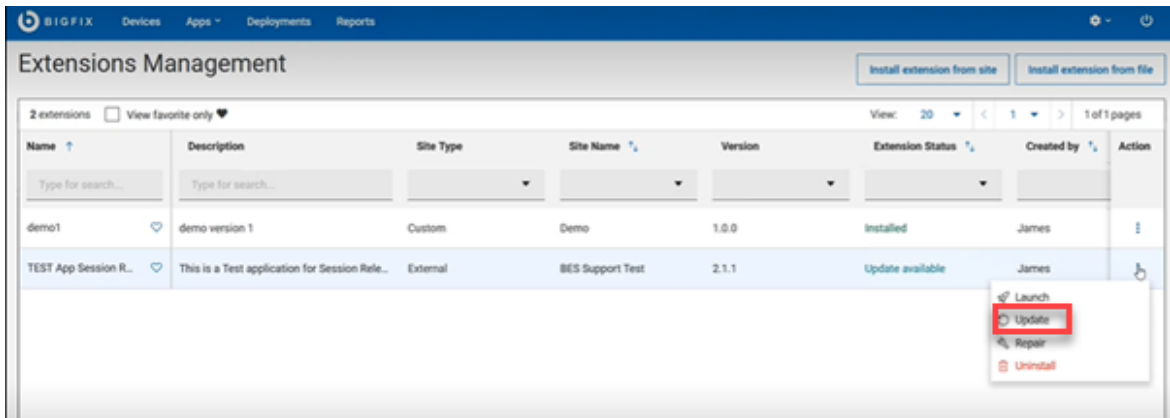 BIGFIX Devices Apps Deployments Reports
Extensions Management
Install extension from site Install extension from file
2 extensions View favorite only View: 20 1 1 of 1 pages
Name Description Site Type Site Name Version Extension Status Created by Action
Type for search... Type for search...
demo1 demo version 1 Custom Demo 1.0.0 Installed James
TEST App Session R... This is a Test application for Session Rele... External BES Support Test 2.1.1 Update available James
Launch
Update
Repair
Uninstall